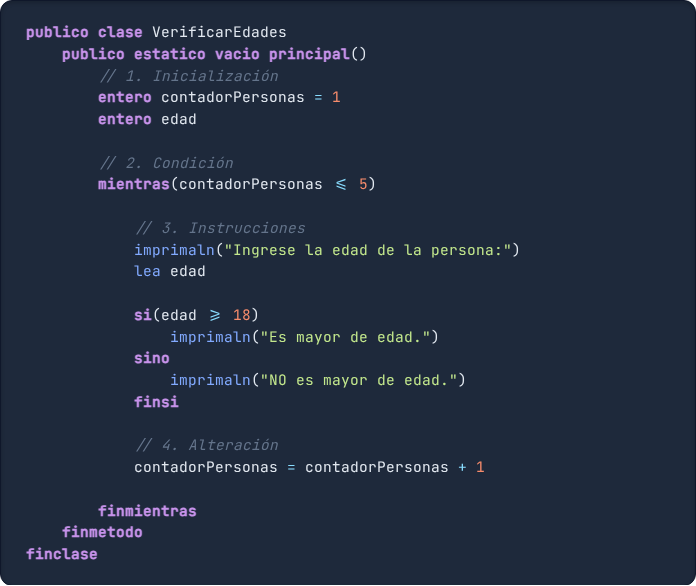 publico clase VerificarEdades
publico estatico vacio principal()
// 1. Inicialización
entero contadorPersonas = 1
entero edad
// 2. Condición
mientras(contadorPersonas <= 5)
// 3. Instrucciones
imprimaln("Ingrese la edad de la persona:")
lea edad
si(edad >= 18)
imprimaln("Es mayor de edad.")
sino
imprimaln("NO es mayor de edad.")
finsi
// 4. Alteración
contadorPersonas = contadorPersonas + 1
finmientras
finmetodo
finclase